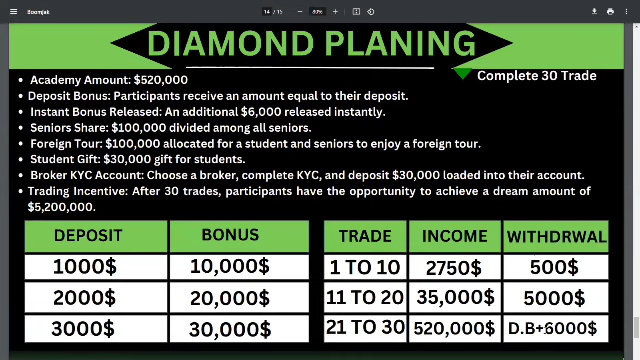 Boomjak
14 / 15
80%
DIAMOND PLANING
Complete 30 Trade
• Academy Amount: $520,000
• Deposit Bonus: Participants receive an amount equal to their deposit.
• Instant Bonus Released: An additional $6,000 released instantly.
• Seniors Share: $100,000 divided among all seniors.
• Foreign Tour: $100,000 allocated for a student and seniors to enjoy a foreign tour.
• Student Gift: $30,000 gift for students.
• Broker KYC Account: Choose a broker, complete KYC, and deposit $30,000 loaded into their account.
• Trading Incentive: After 30 trades, participants have the opportunity to achieve a dream amount of
$5,200,000.
DEPOSIT BONUS
1000$ 10,000$
2000$ 20,000$
3000$ 30,000$
TRADE INCOME WITHDRWAL
1 TO 10 2750$ 500$
11 TO 20 35,000$ 5000$
21 TO 30 520,000$ D.B+6000$